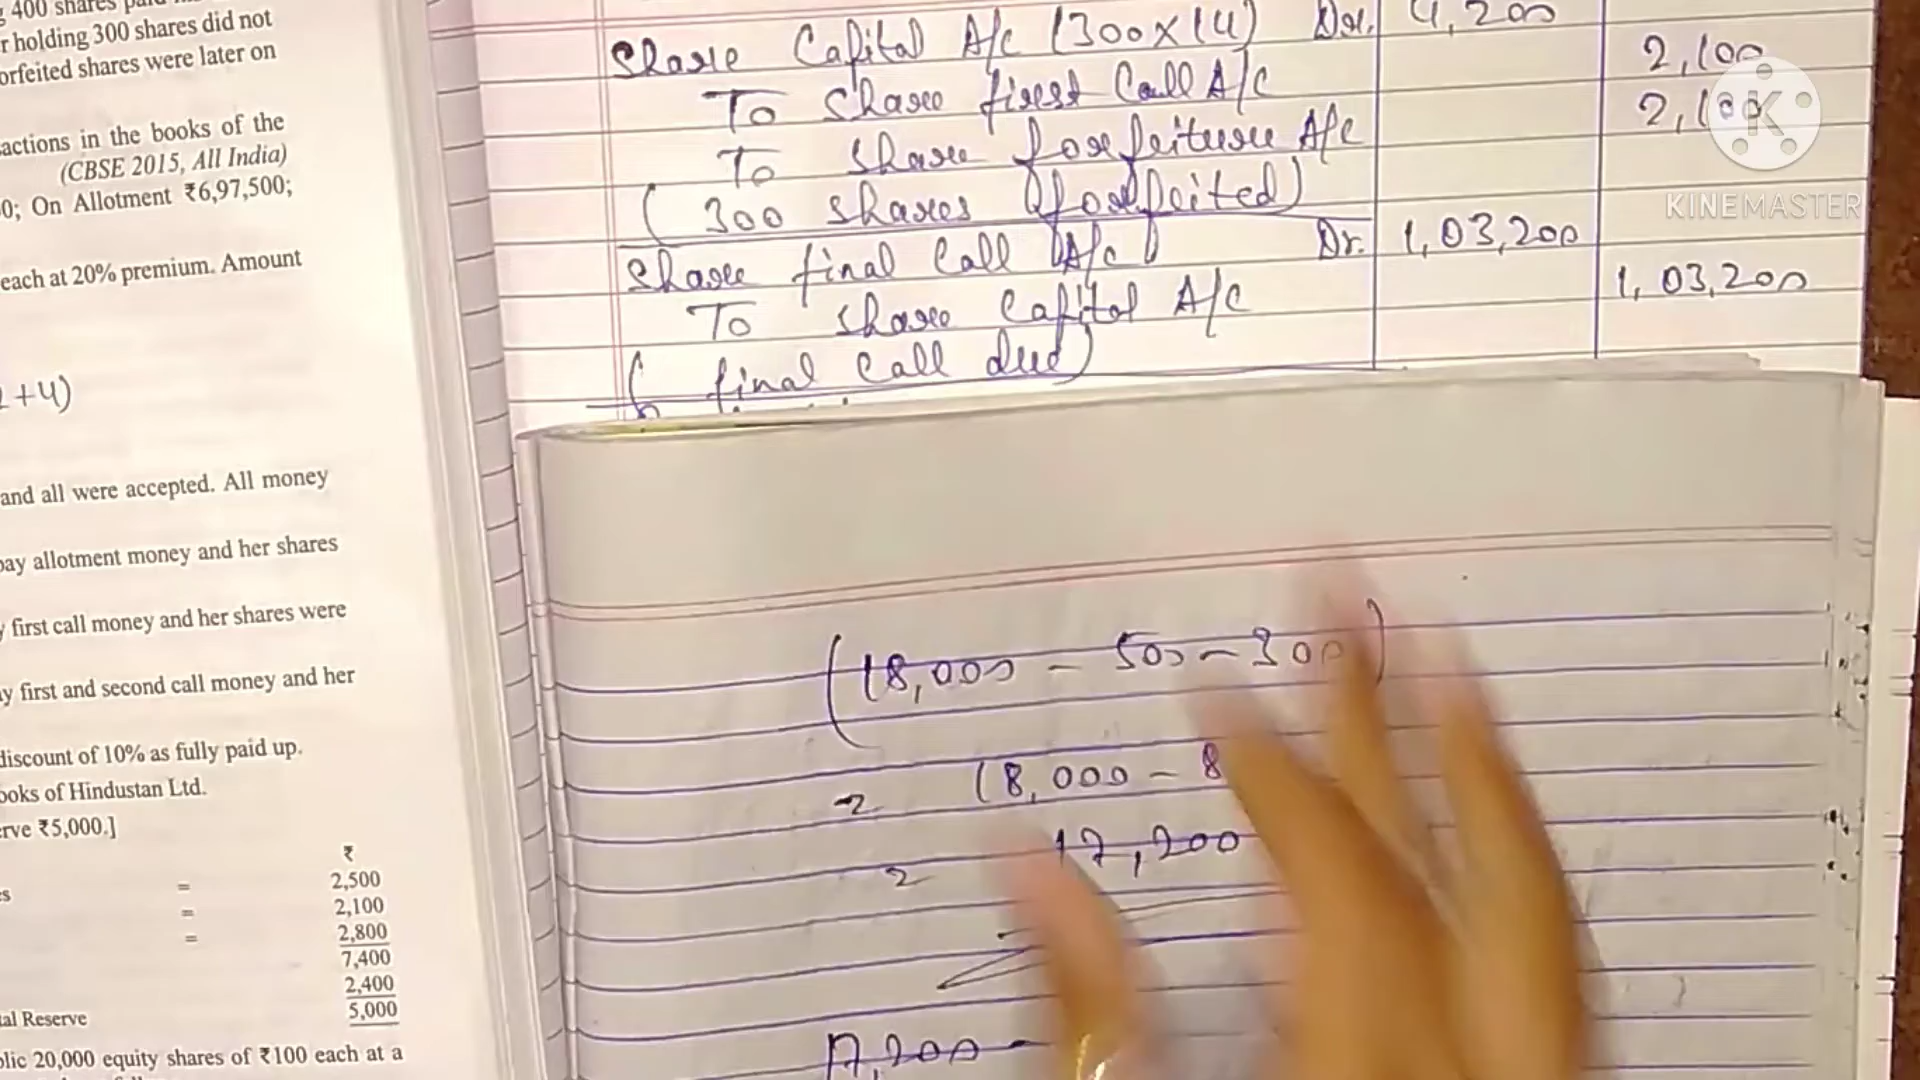 400 shares
r holding 300 shares did not
orfeited shares were later on
actions in the books of the
(CBSE 2015, All India)
0; On Allotment ₹6,97,500;
each at 20% premium. Amount
+4)
and all were accepted. All money
pay allotment money and her shares
y first call money and her shares were
y first and second call money and her
discount of 10% as fully paid up.
ooks of Hindustan Ltd.
erve ₹5,000.]
₹
s = 2,500
= 2,100
= 2,800
7,400
2,400
tal Reserve 5,000
blic 20,000 equity shares of ₹100 each at a
Share Capital A/c (300×14) Dr. 4,200
To Share first Call A/c 2,100
To Share forfeiture A/c 2,100
( 300 shares forfeited)
Share final Call A/c Dr. 1,03,200
To Share Capital A/c 1,03,200
( final Call due)
(18,000 - 500 - 300)
= 18,000 - 8
= 17,200
17,200 -
K
KINEMASTER